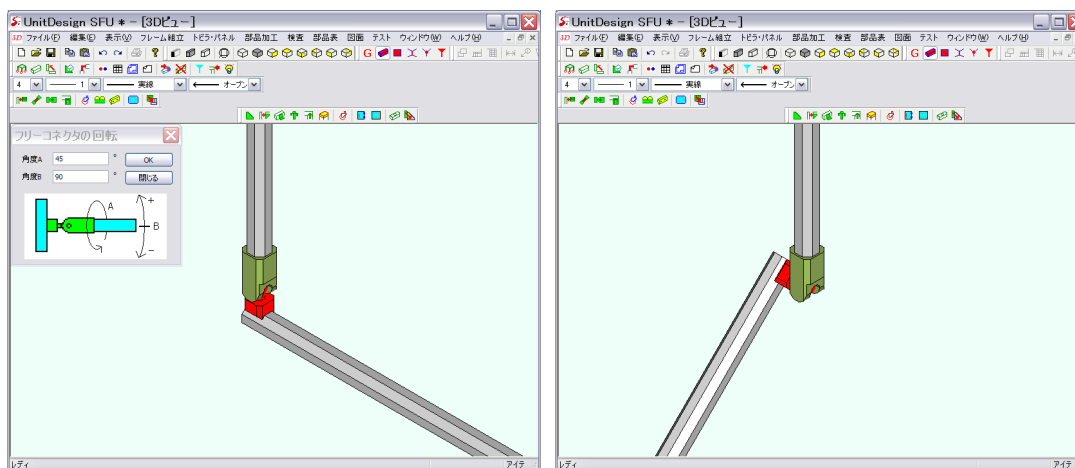 UnitDesign SFU * - [3Dビュー]
3D ファイル(F) 編集(E) 表示(V) フレーム組立 トビラ・パネル 部品加工 検査 部品表 図面 テスト ウィンドウ(W) ヘルプ(H)
G
4 1 実線 オープン
フリーコネクタの回転
角度A 45 ° OK
角度B 90 ° 閉じる
A
+
B
-
レディ アイテ
UnitDesign SFU * - [3Dビュー]
3D ファイル(F) 編集(E) 表示(V) フレーム組立 トビラ・パネル 部品加工 検査 部品表 図面 テスト ウィンドウ(W) ヘルプ(H)
G
4 1 実線 オープン
レディ アイテ